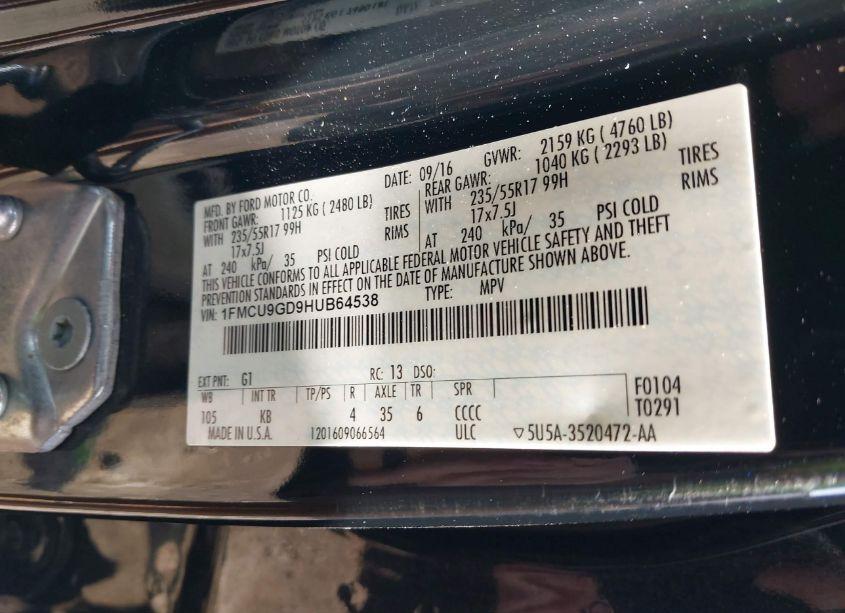 MFD. BY FORD MOTOR CO. DATE: 09/16 GVWR: 2159 KG ( 4760 LB)
FRONT GAWR: 1125 KG ( 2480 LB) REAR GAWR: 1040 KG ( 2293 LB)
WITH 235/55R17 99H TIRES WITH 235/55R17 99H TIRES
17x7.5J RIMS 17x7.5J RIMS
AT 240 kPa/ 35 PSI COLD AT 240 kPa/ 35 PSI COLD
THIS VEHICLE CONFORMS TO ALL APPLICABLE FEDERAL MOTOR VEHICLE SAFETY AND THEFT
PREVENTION STANDARDS IN EFFECT ON THE DATE OF MANUFACTURE SHOWN ABOVE.
VIN: 1FMCU9GD9HUB64538 TYPE: MPV
EXT PNT: G1 RC: 13 DSO:
WB INT TR TP/PS R AXLE TR SPR F0104
105 KB 4 35 6 CCCC T0291
MADE IN U.S.A. 1201609066564 ULC ▽5U5A-3520472-AA